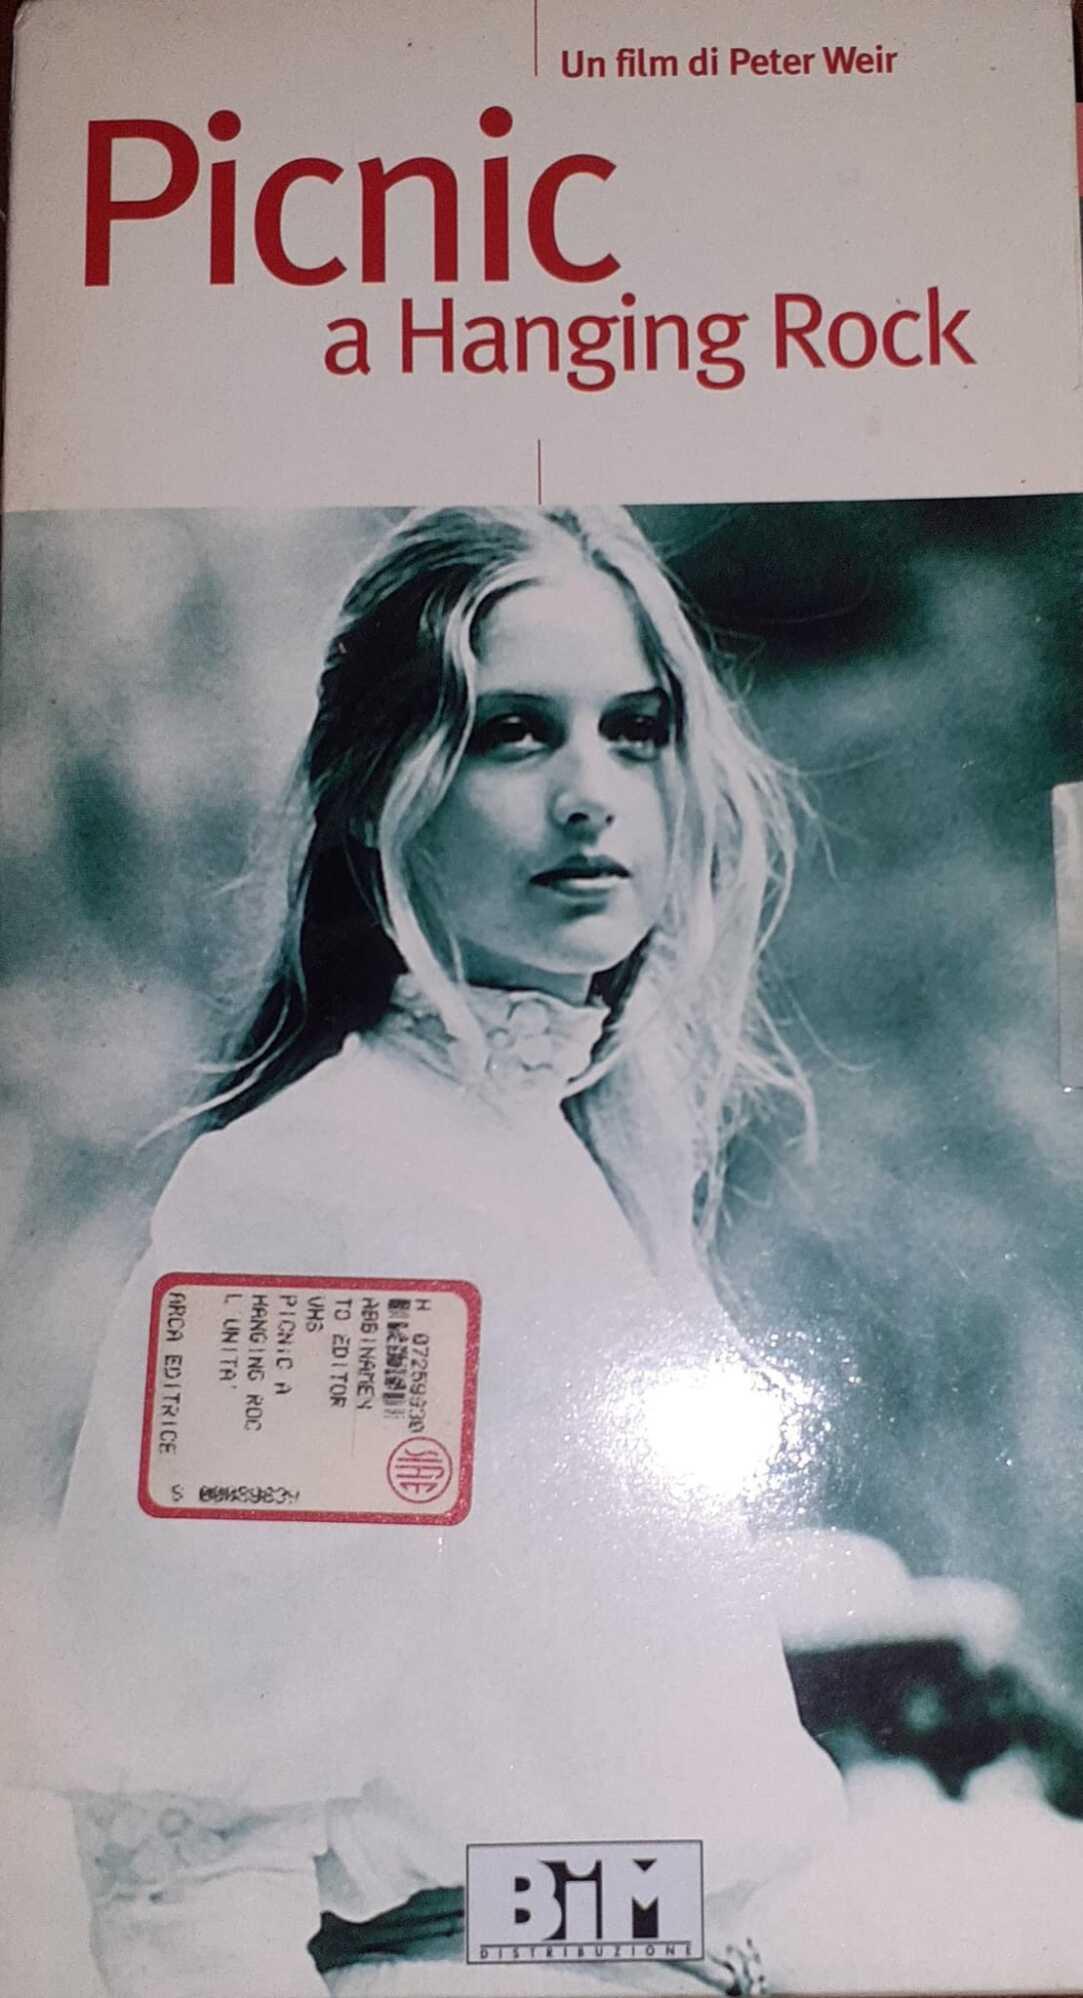 Un film di Peter Weir
Picnic
a Hanging Rock
H 07259930
ABBINAMEN
TO EDITOR
VHS
PICNIC A
HANGING ROC
L'UNITA'
ARCA EDITRICE S
SIAE
BiM
DISTRIBUZIONE